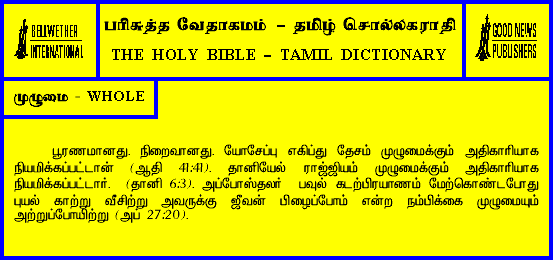 BELLWETHER
INTERNATIONAL
பரிசுத்த வேதாகமம் – தமிழ் சொல்லகராதி
THE HOLY BIBLE – TAMIL DICTIONARY
GOOD NEWS
PUBLISHERS
முழுமை - WHOLE
பூரணமானது. நிறைவானது. யோசேப்பு எகிப்து தேசம் முழுமைக்கும் அதிகாரியாக
நியமிக்கப்பட்டான் (ஆதி 41:41). தானியேல் ராஜ்ஜியம் முழுமைக்கும் அதிகாரியாக
நியமிக்கப்பட்டார். (தானி 6:3). அப்போஸ்தலர் பவுல் கடற்பிரயாணம் மேற்கொண்டபோது
புயல் காற்று வீசிற்று அவருக்கு ஜீவன் பிழைப்போம் என்ற நம்பிக்கை முழுமையும்
அற்றுப்போயிற்று (அப் 27:20).